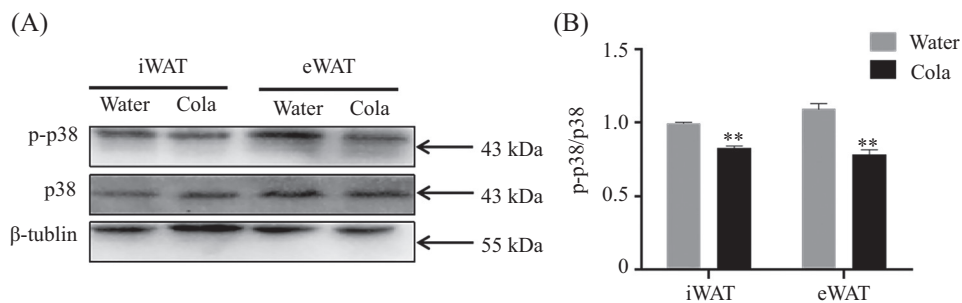 (A)
iWAT eWAT
Water Cola Water Cola
p-p38
43 kDa
p38
43 kDa
β-tublin
55 kDa
(B)
Water
Cola
p-p38/p38
1.5
1.0
0.5
0
**
**
iWAT eWAT